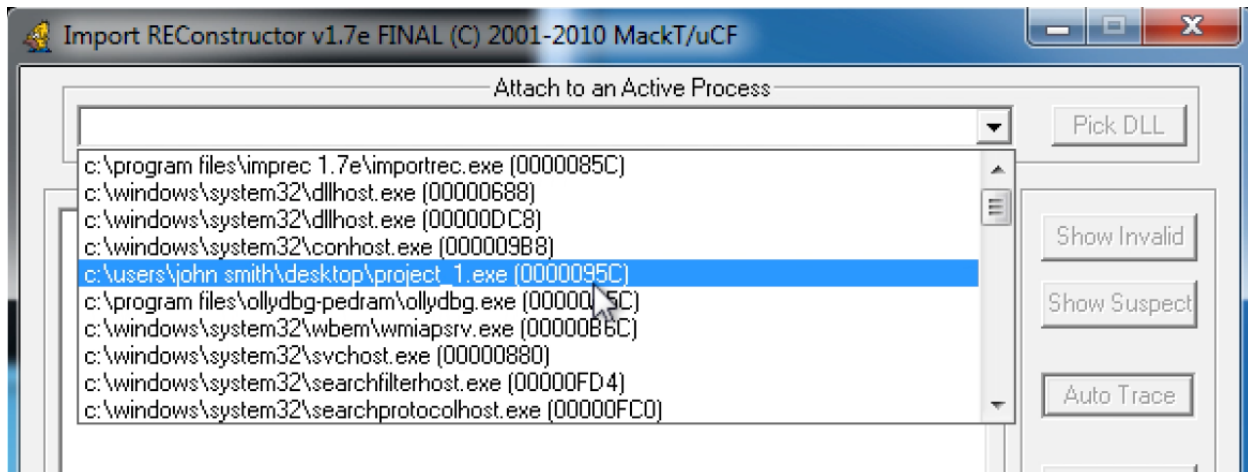 Import REConstructor v1.7e FINAL (C) 2001-2010 MackT/uCF
Attach to an Active Process
Pick DLL
c:\program files\imprec 1.7e\importrec.exe (0000085C)
c:\windows\system32\dllhost.exe (00000688)
c:\windows\system32\dllhost.exe (00000DC8)
c:\windows\system32\conhost.exe (000009B8)
c:\users\john smith\desktop\project_1.exe (0000095C)
c:\program files\ollydbg-pedram\ollydbg.exe
c:\windows\system32\wbem\wmiapsrv.exe (00000B6C)
c:\windows\system32\svchost.exe (00000880)
c:\windows\system32\searchfilterhost.exe (00000FD4)
c:\windows\system32\searchprotocolhost.exe (00000FC0)
Show Invalid
Show Suspect
Auto Trace